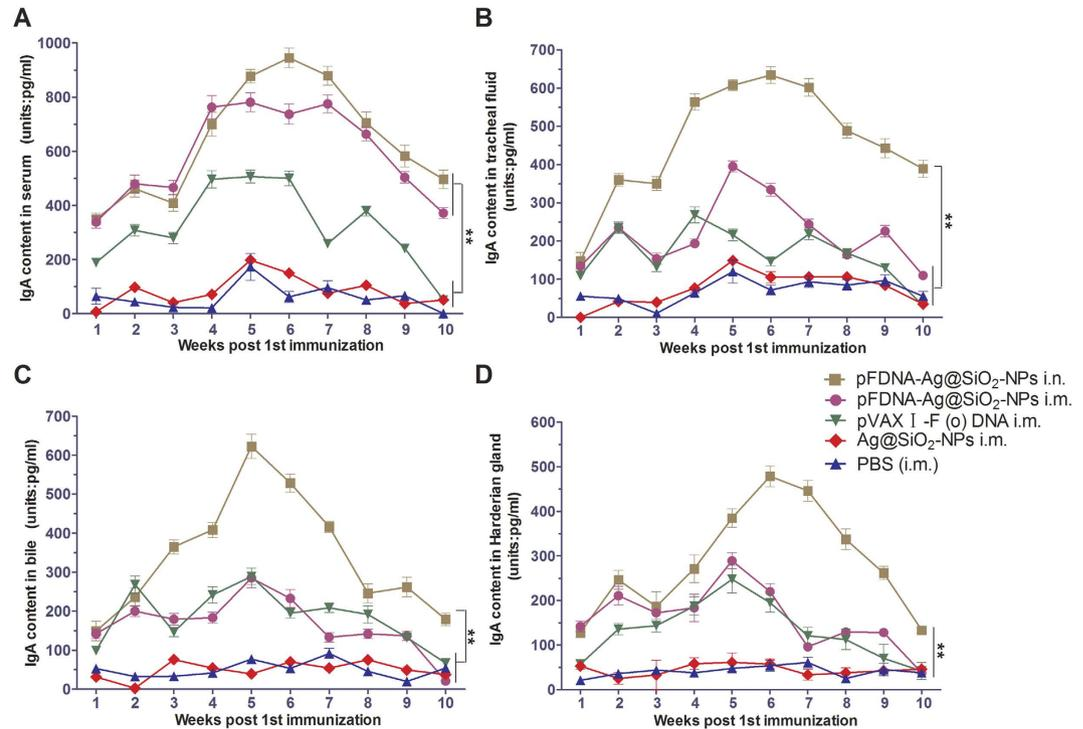 A
IgA content in serum (units:pg/ml)
1000
800
600
400
200
0
1 2 3 4 5 6 7 8 9 10
Weeks post 1st immunization
**
B
IgA content in tracheal fluid
(units:pg/ml)
700
600
500
400
300
200
100
0
1 2 3 4 5 6 7 8 9 10
Weeks post 1st immunization
**
C
IgA content in bile (units:pg/ml)
700
600
500
400
300
200
100
0
1 2 3 4 5 6 7 8 9 10
Weeks post 1st immunization
**
D
pFDNA-Ag@SiO₂-NPs i.n.
pFDNA-Ag@SiO₂-NPs i.m.
pVAX Ⅰ -F (o) DNA i.m.
Ag@SiO₂-NPs i.m.
PBS (i.m.)
IgA content in Harderian gland
(units:pg/ml)
600
500
400
300
200
100
0
1 2 3 4 5 6 7 8 9 10
Weeks post 1st immunization
**